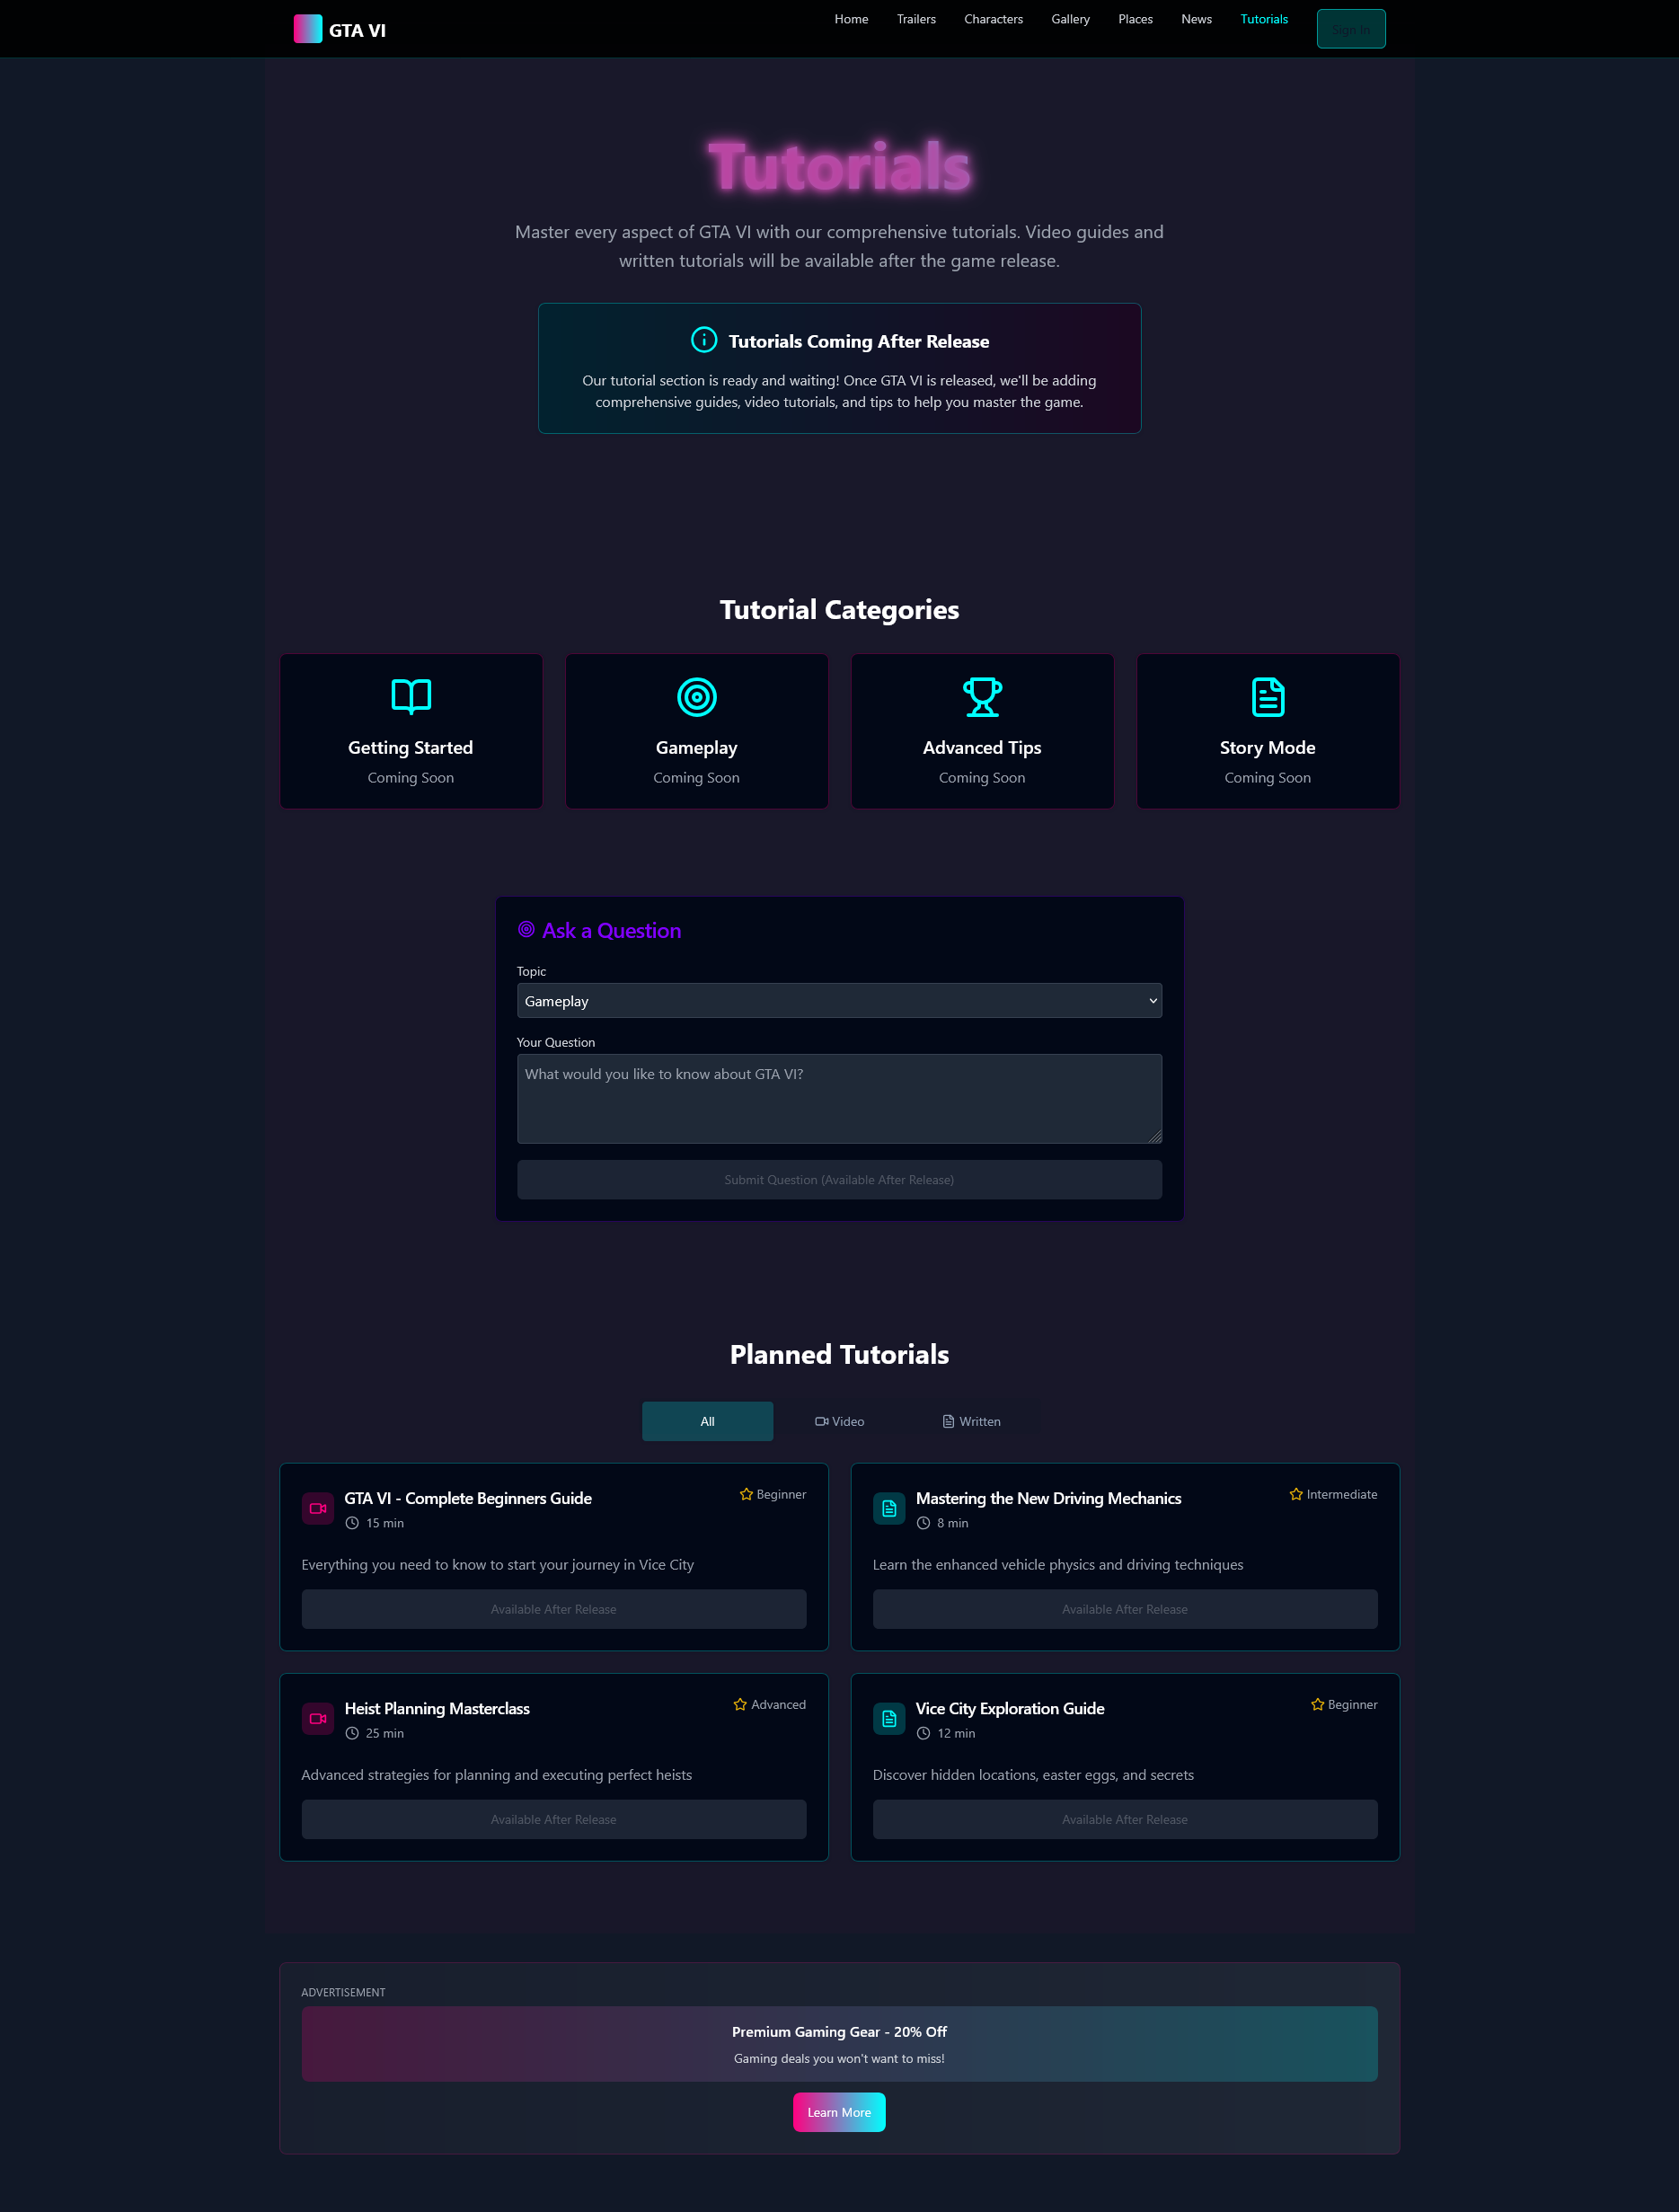 GTA VI
Home
Trailers
Characters
Gallery
Places
News
Tutorials
Sign In
Tutorials
Master every aspect of GTA VI with our comprehensive tutorials. Video guides and
written tutorials will be available after the game release.
Tutorials Coming After Release
Our tutorial section is ready and waiting! Once GTA VI is released, we'll be adding
comprehensive guides, video tutorials, and tips to help you master the game.
Tutorial Categories
Getting Started
Coming Soon
Gameplay
Coming Soon
Advanced Tips
Coming Soon
Story Mode
Coming Soon
Ask a Question
Topic
Gameplay
Your Question
What would you like to know about GTA VI?
Submit Question (Available After Release)
Planned Tutorials
All
Video
Written
GTA VI - Complete Beginners Guide
Beginner
15 min
Everything you need to know to start your journey in Vice City
Available After Release
Mastering the New Driving Mechanics
Intermediate
8 min
Learn the enhanced vehicle physics and driving techniques
Available After Release
Heist Planning Masterclass
Advanced
25 min
Advanced strategies for planning and executing perfect heists
Available After Release
Vice City Exploration Guide
Beginner
12 min
Discover hidden locations, easter eggs, and secrets
Available After Release
ADVERTISEMENT
Premium Gaming Gear - 20% Off
Gaming deals you won't want to miss!
Learn More